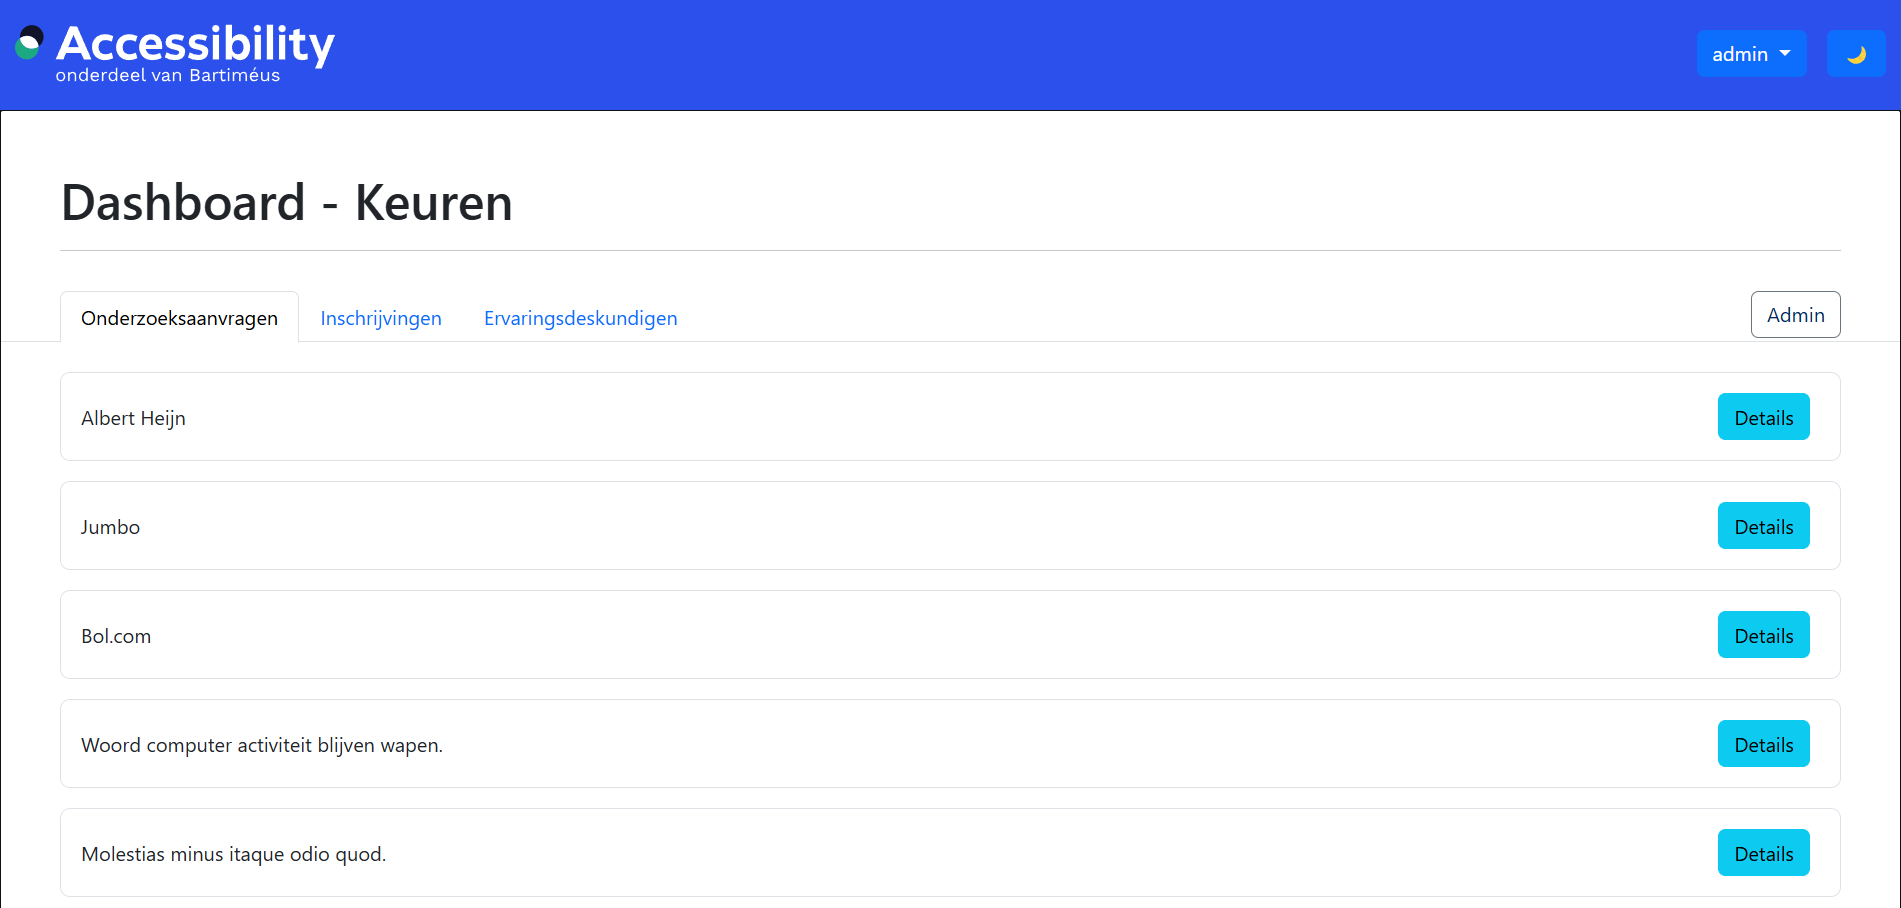 Accessibility
onderdeel van Bartiméus
admin
Dashboard - Keuren
Onderzoeksaanvragen Inschrijvingen Ervaringsdeskundigen Admin
Albert Heijn Details
Jumbo Details
Bol.com Details
Woord computer activiteit blijven wapen. Details
Molestias minus itaque odio quod. Details